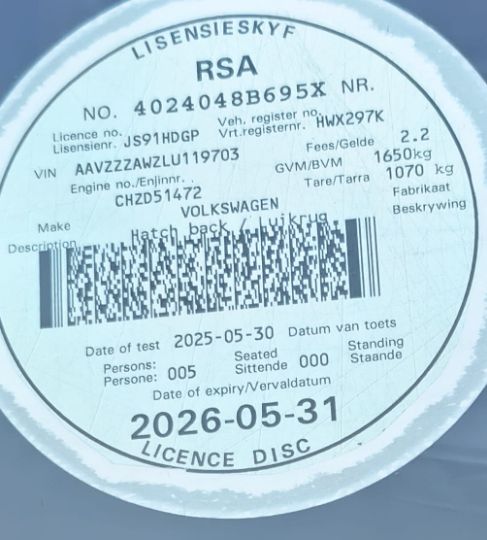 LISENSIESKYF
RSA
NO. 4024048B695X NR.
Licence no. JS91HDGP Veh. register no. HWX297K
Lisensienr. Vrt.registernr.
VIN AAVZZZAWZLU119703 Fees/Gelde 2.2
Engine no./Enjinnr. GVM/BVM 1650kg
CHZD51472 Tare/Tarra 1070 kg
Make VOLKSWAGEN Fabrikaat
Description Hatch back / Luikrug Beskrywing
Date of test 2025-05-30 Datum van toets
Persons: 005 Seated 000 Standing
Persone: Sittende Staande
Date of expiry/Vervaldatum
2026-05-31
LICENCE DISC